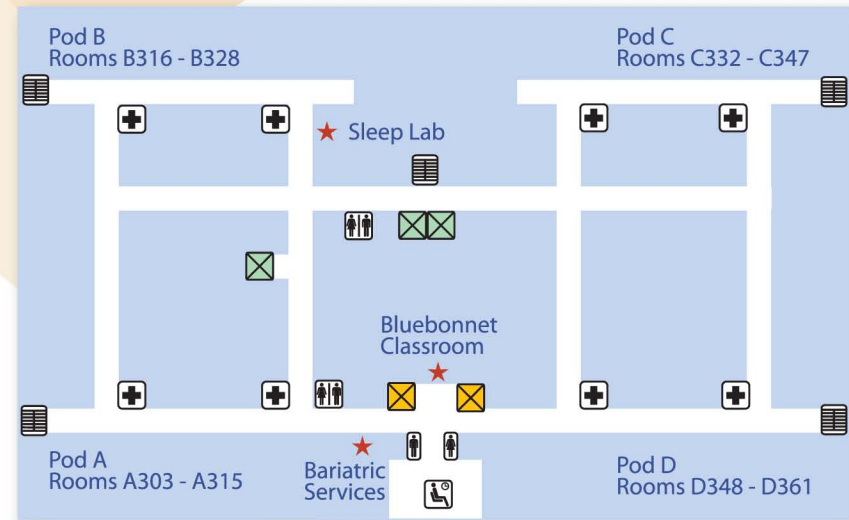 Pod B
Rooms B316 - B328
Pod C
Rooms C332 - C347
Sleep Lab
Bluebonnet
Classroom
Pod A
Rooms A303 - A315
Bariatric
Services
Pod D
Rooms D348 - D361